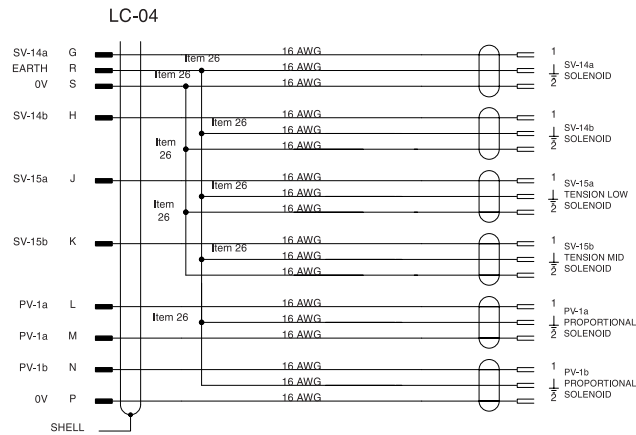 LC-04
SV-14a G Item 26 16 AWG 1
EARTH R Item 26 16 AWG SV-14a
0V S 16 AWG 2 SOLENOID
SV-14b H Item 26 16 AWG 1
16 AWG SV-14b
Item 26 16 AWG 2 SOLENOID
SV-15a J Item 26 16 AWG 1 SV-15a
16 AWG TENSION LOW
Item 26 16 AWG 2 SOLENOID
SV-15b K Item 26 16 AWG 1 SV-15b
16 AWG TENSION MID
16 AWG 2 SOLENOID
PV-1a L 16 AWG 1 PV-1a
Item 26 16 AWG PROPORTIONAL
PV-1a M 16 AWG 2 SOLENOID
PV-1b N 16 AWG 1 PV-1b
16 AWG PROPORTIONAL
0V P 16 AWG 2 SOLENOID
SHELL